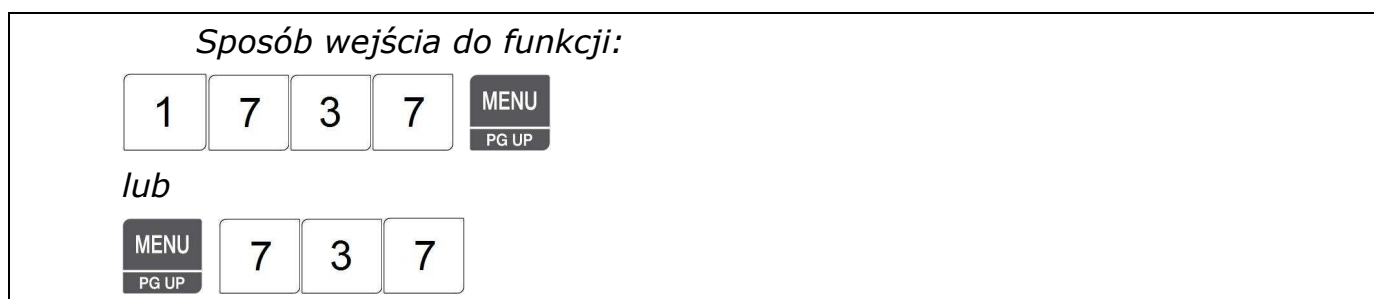 Sposób wejścia do funkcji:
1 7 3 7 MENU
PG UP
lub
MENU 7 3 7
PG UP